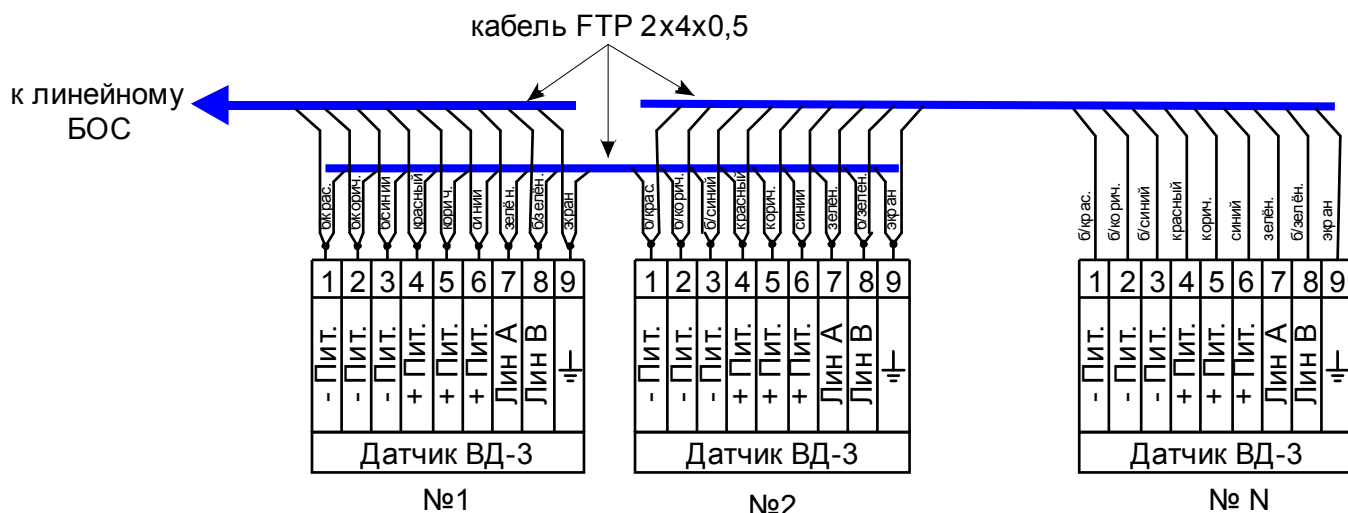 кабель FTP 2x4x0,5
к линейному
БОС
б/крас.
б/корич.
б/синий
красный
корич.
синий
зелён.
б/зелён.
экран
б/крас.
б/корич.
б/синий
красный
корич.
синий
зелён.
б/зелен.
экран
б/крас.
б/корич.
б/синий
красный
корич.
синий
зелён.
б/зелён.
экран
1 2 3 4 5 6 7 8 9
1 2 3 4 5 6 7 8 9
1 2 3 4 5 6 7 8 9
- Пит.
- Пит.
- Пит.
+ Пит.
+ Пит.
+ Пит.
Лин А
Лин В
- Пит.
- Пит.
- Пит.
+ Пит.
+ Пит.
+ Пит.
Лин А
Лин В
- Пит.
- Пит.
- Пит.
+ Пит.
+ Пит.
+ Пит.
Лин А
Лин В
Датчик ВД-3
Датчик ВД-3
Датчик ВД-3
№1
№2
№ N